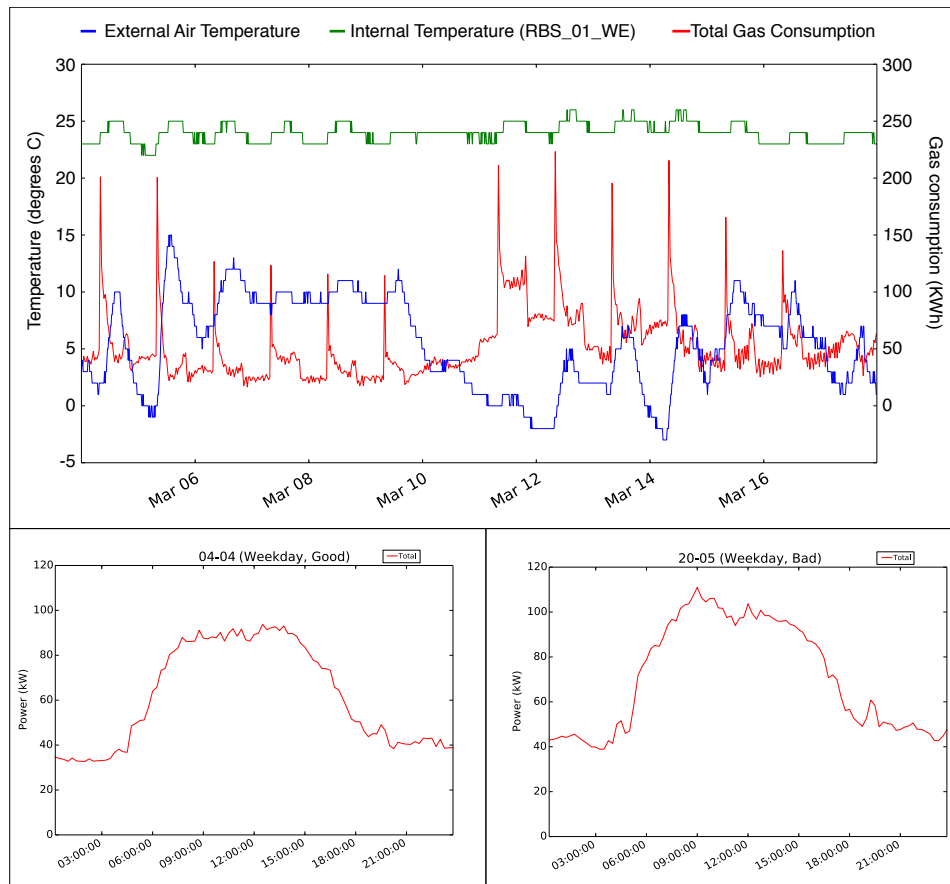 External Air Temperature
Internal Temperature (RBS_01_WE)
Total Gas Consumption
30
25
20
15
10
5
0
-5
Temperature (degrees C)
300
250
200
150
100
50
0
Gas consumption (KWh)
Mar 06
Mar 08
Mar 10
Mar 12
Mar 14
Mar 16
04-04 (Weekday, Good)
Total
120
100
80
60
40
20
0
Power (kW)
03:00:00
06:00:00
09:00:00
12:00:00
15:00:00
18:00:00
21:00:00
20-05 (Weekday, Bad)
Total
120
100
80
60
40
20
0
Power (kW)
03:00:00
06:00:00
09:00:00
12:00:00
15:00:00
18:00:00
21:00:00